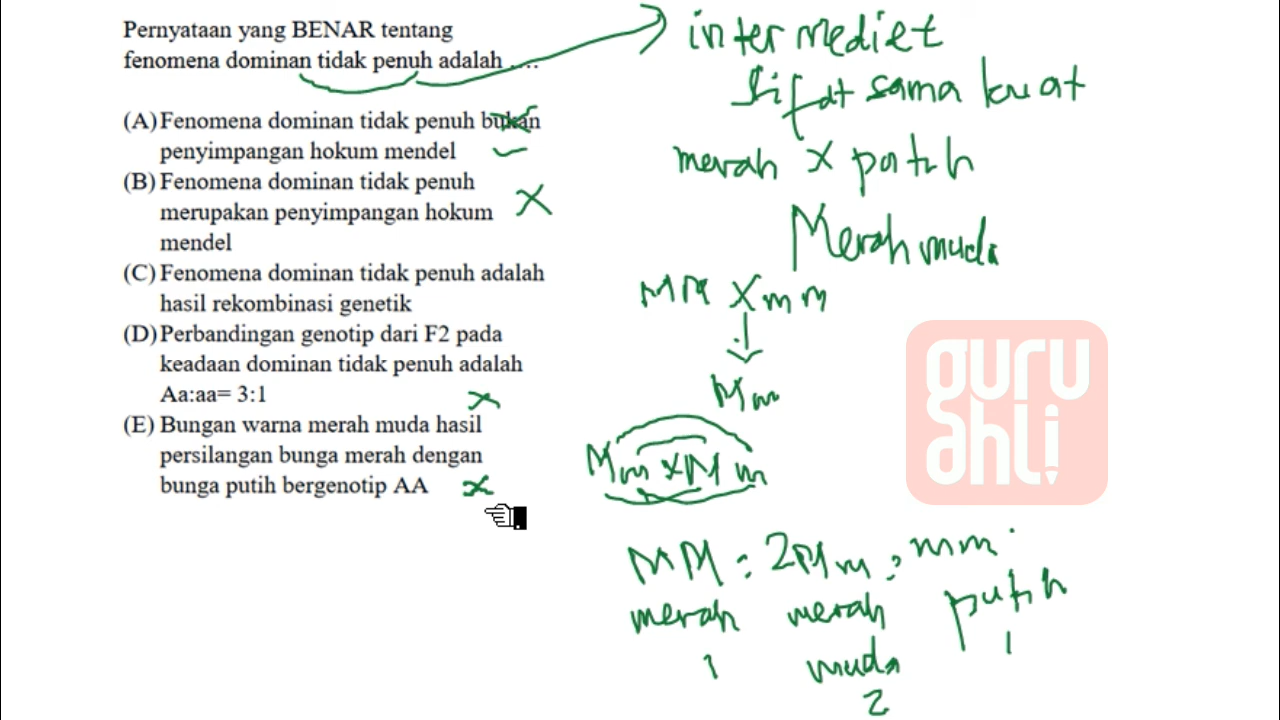 Pernyataan yang BENAR tentang
fenomena dominan tidak penuh adalah ....
(A) Fenomena dominan tidak penuh bukan
penyimpangan hokum mendel
(B) Fenomena dominan tidak penuh
merupakan penyimpangan hokum
mendel
(C) Fenomena dominan tidak penuh adalah
hasil rekombinasi genetik
(D) Perbandingan genotip dari F2 pada
keadaan dominan tidak penuh adalah
Aa:aa= 3:1
(E) Bungan warna merah muda hasil
persilangan bunga merah dengan
bunga putih bergenotip AA
intermediet
Sifat sama kuat
merah x putih
Merah muda
MM x mm
Mm
Mm x Mm
MM : 2Mm : mm
merah merah putih
1 muda 1
2
guru
ahli